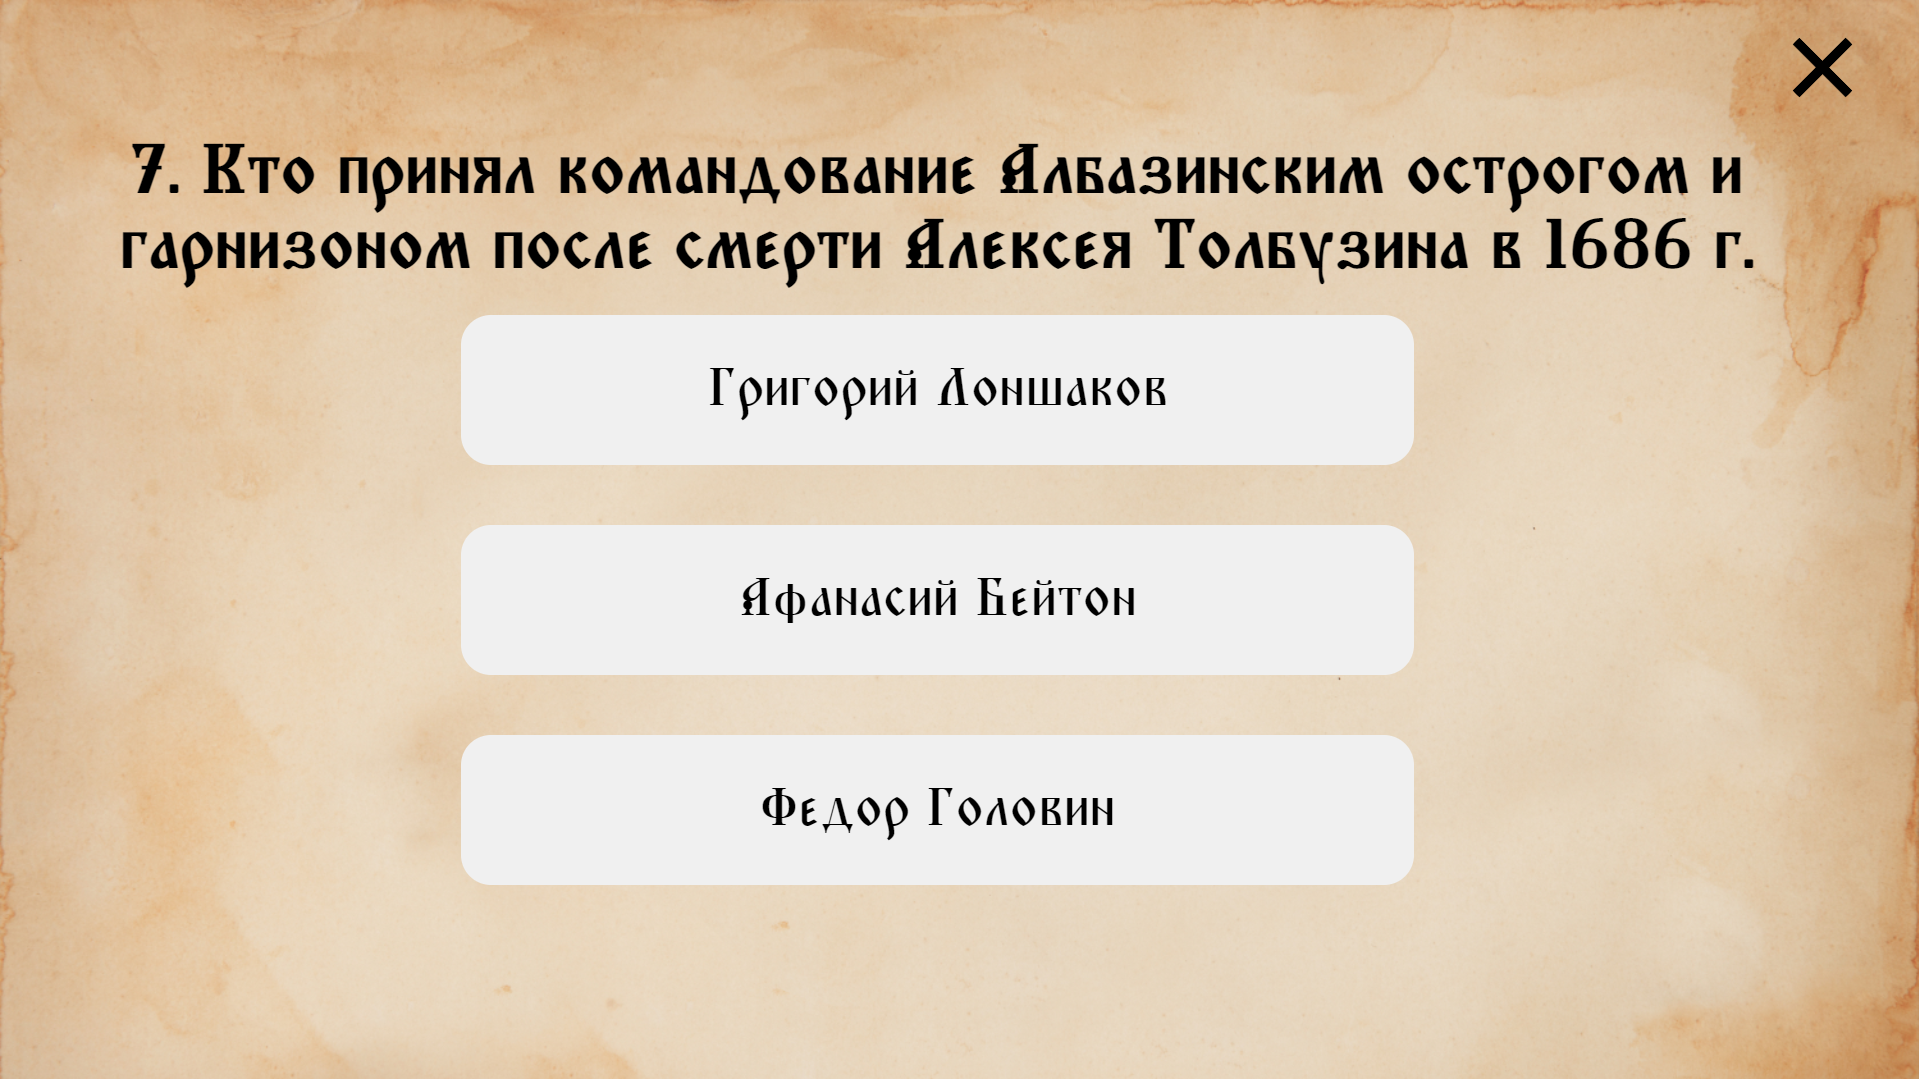 7. Кто принял командование Албазинским острогом и
гарнизоном после смерти Алексея Толбузина в 1686 г.
Григорий Лоншаков
Афанасий Бейтон
Федор Головин